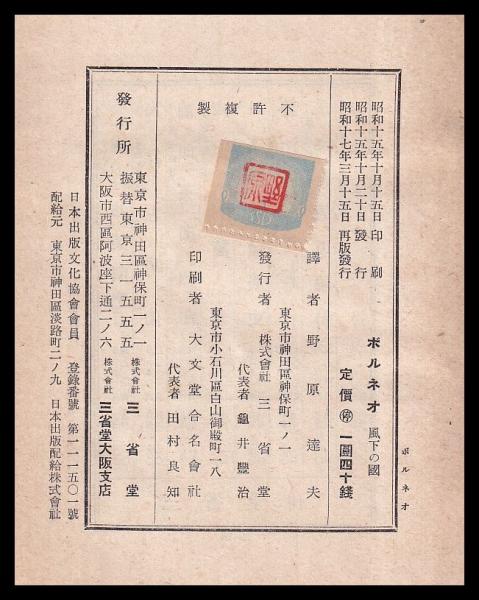 ボルネオ
ボルネオ 風下の國
定價 停 一圓四十錢
昭和十五年十月十五日 印刷
昭和十五年十月二十日 發行
昭和十七年三月十五日 再版發行
不許複製
野原
譯者 野原達夫
東京市神田區神保町一ノ一
發行者 株式會社 三省堂
代表者 龜井豐治
東京市小石川區白山御殿町一八
印刷者 大文堂合名會社
代表者 田村良知
發行所
東京市神田區神保町一ノ一 株式會社 三省堂
振替東京三一五五五
大阪市西區阿波座下通二ノ六 株式會社 三省堂大阪支店
日本出版文化協會會員 登錄番號 第一一一五〇一號
配給元 東京市神田區淡路町二ノ九 日本出版配給株式會社